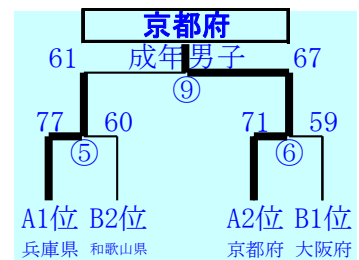 京都府
61 成年男子 67
⑨
77 60 71 59
⑤ ⑥
A1位 B2位 A2位 B1位
兵庫県 和歌山県 京都府 大阪府